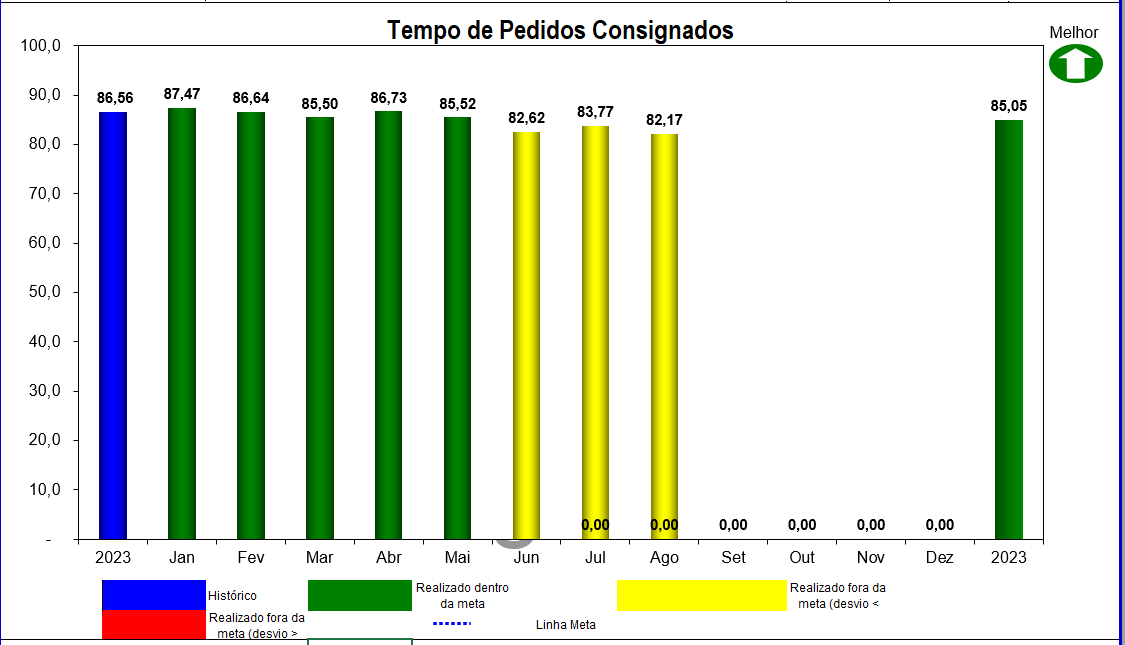 Tempo de Pedidos Consignados
Melhor
100,0
90,0
80,0
70,0
60,0
50,0
40,0
30,0
20,0
10,0
-
86,56
87,47
86,64
85,50
86,73
85,52
82,62
83,77
82,17
85,05
0,00
0,00
0,00
0,00
0,00
0,00
2023 Jan Fev Mar Abr Mai Jun Jul Ago Set Out Nov Dez 2023
Histórico
Realizado dentro
da meta
Realizado fora da
meta (desvio <
Realizado fora da
meta (desvio >
Linha Meta